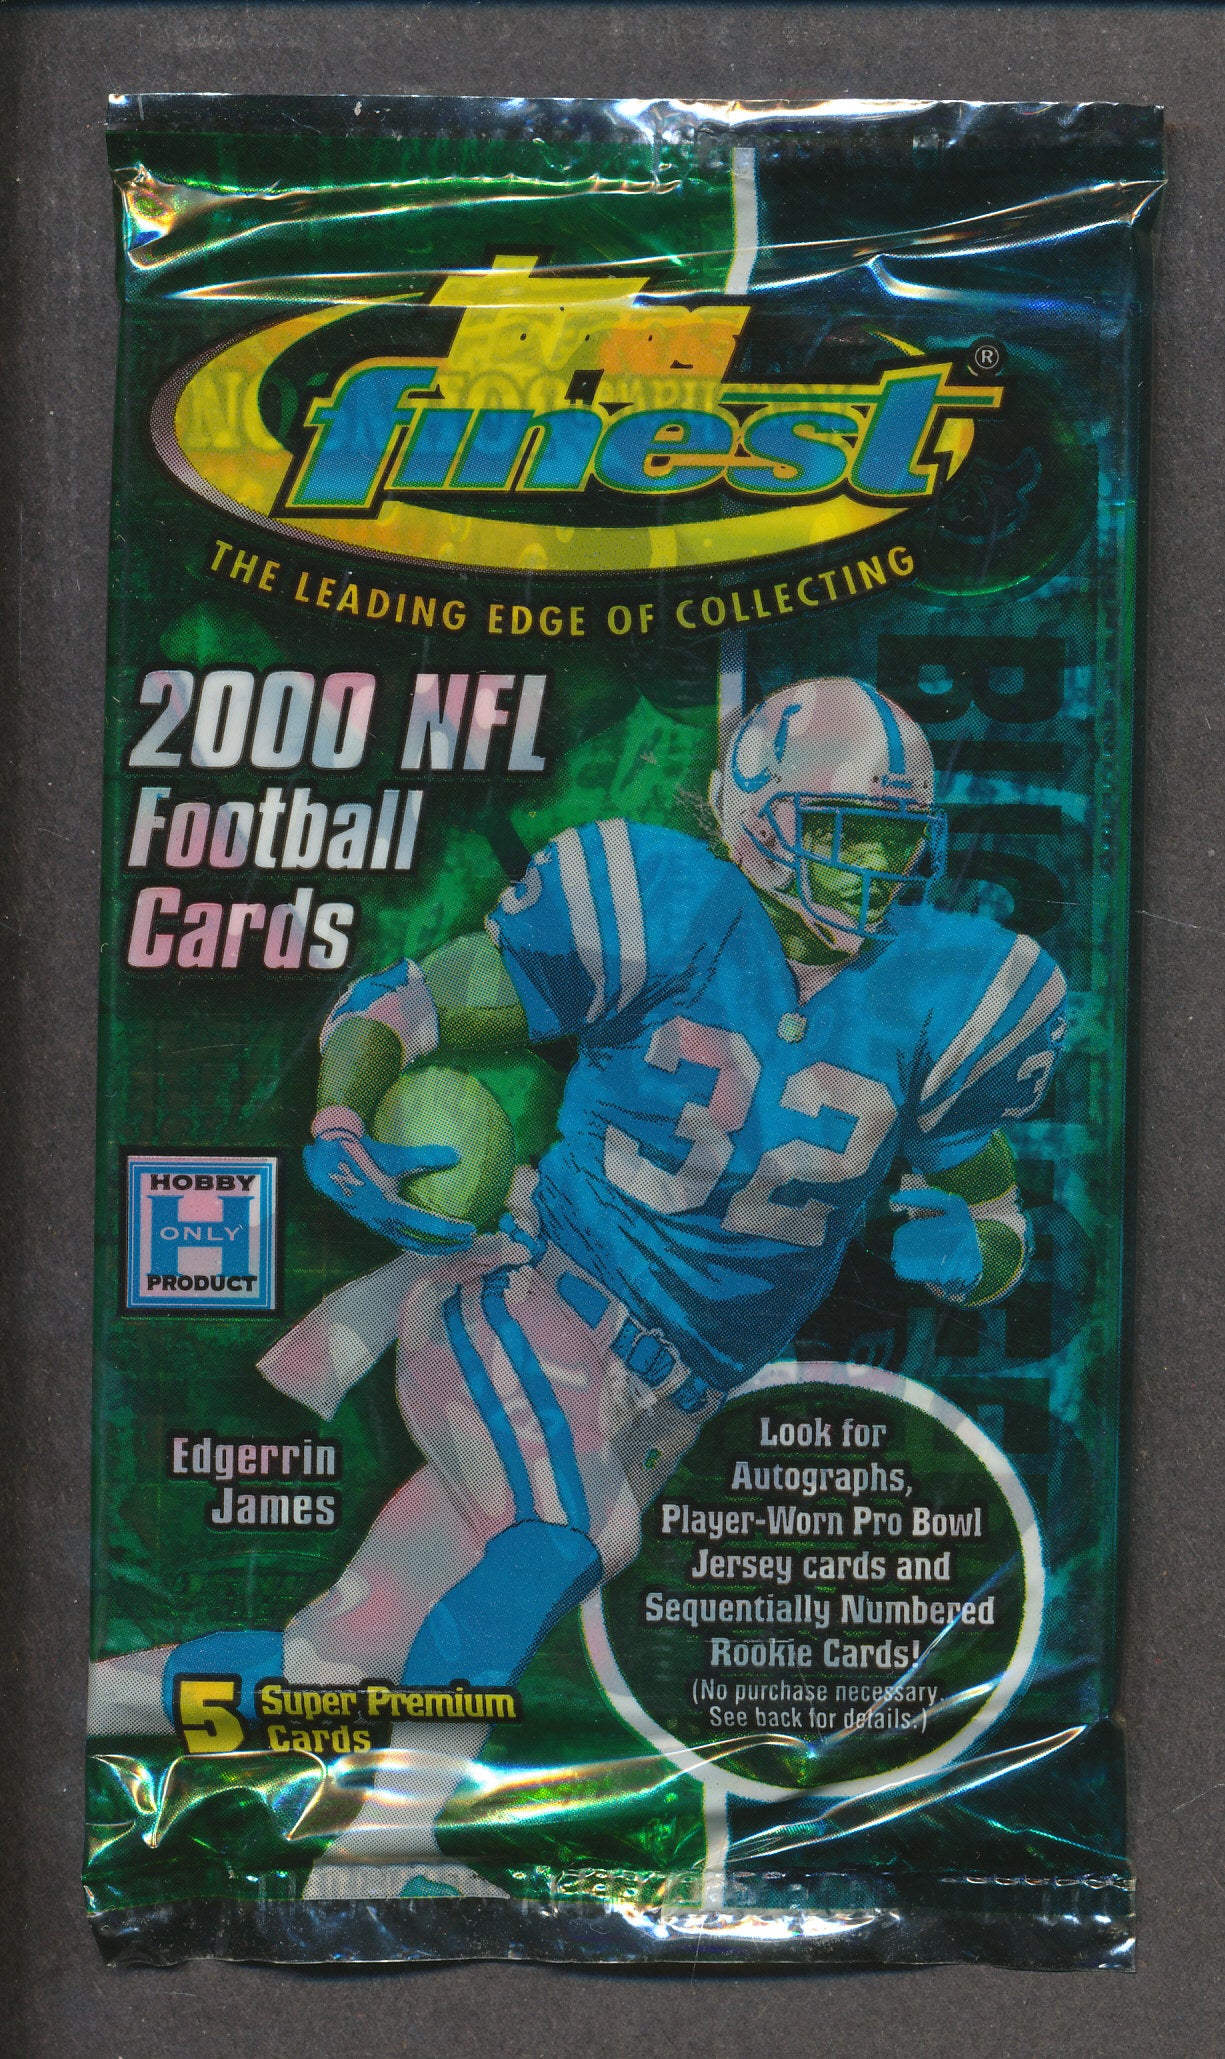 topps
finest®
THE LEADING EDGE OF COLLECTING
2000 NFL
Football
Cards
32
32
32
HOBBY
H
ONLY
PRODUCT
Edgerrin
James
Look for
Autographs,
Player-Worn Pro Bowl
Jersey cards and
Sequentially Numbered
Rookie Cards!
(No purchase necessary.
See back for details.)
5 Super Premium
Cards